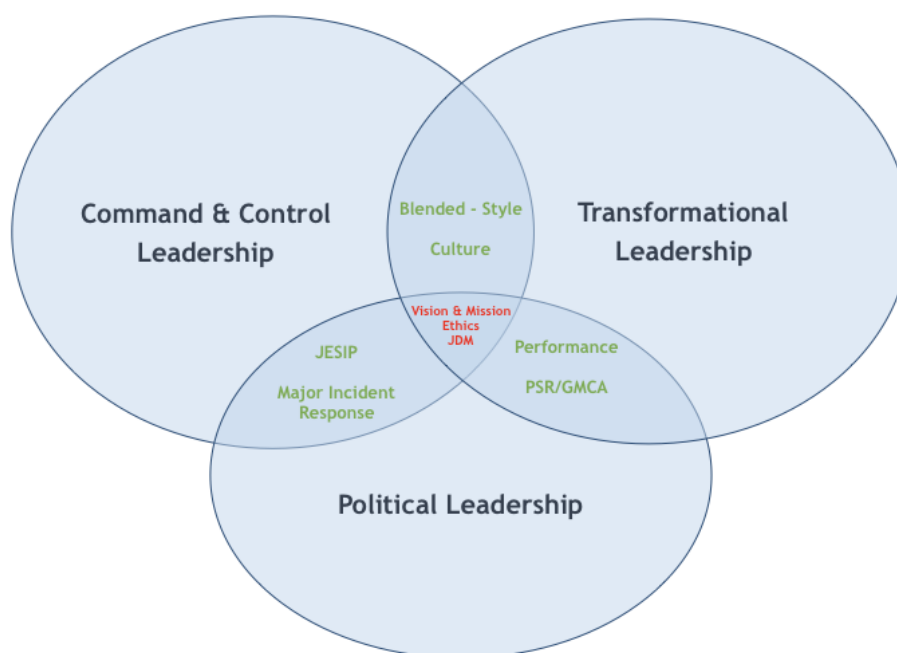 Command & Control
Leadership
Blended - Style
Culture
Transformational
Leadership
Vision & Mission
Ethics
JDM
JESIP
Major Incident
Response
Performance
PSR/GMCA
Political Leadership